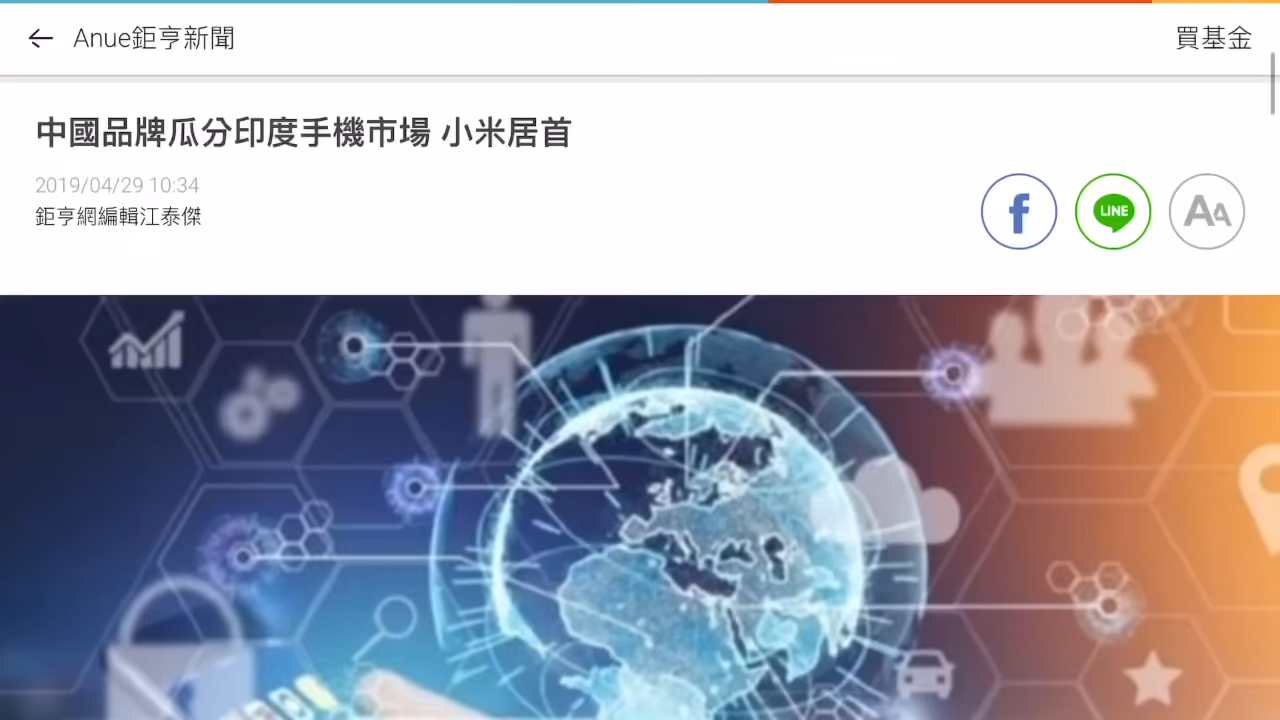 Anue鉅亨新聞
買基金
中國品牌瓜分印度手機市場 小米居首
2019/04/29 10:34
鉅亨網編輯江泰傑
f
LINE
AA